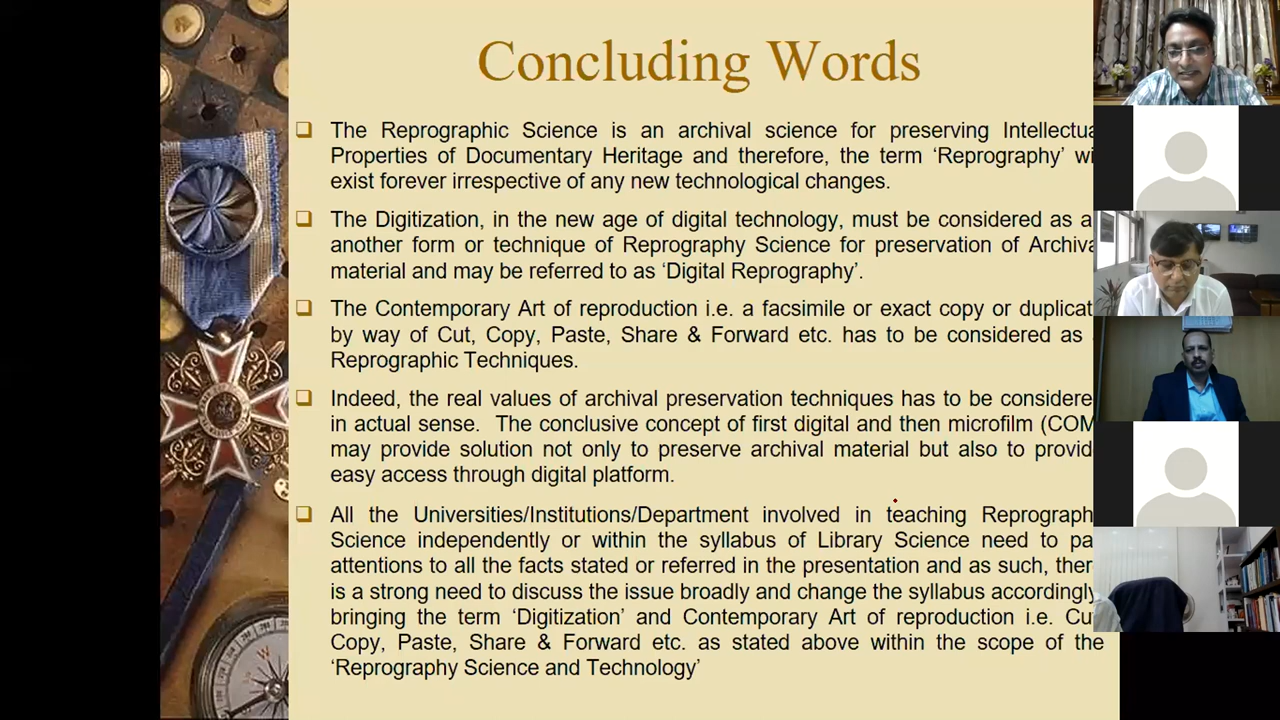 Concluding Words
The Reprographic Science is an archival science for preserving Intellectua
Properties of Documentary Heritage and therefore, the term ‘Reprography’ wi
exist forever irrespective of any new technological changes.
The Digitization, in the new age of digital technology, must be considered as a
another form or technique of Reprography Science for preservation of Archiva
material and may be referred to as ‘Digital Reprography’.
The Contemporary Art of reproduction i.e. a facsimile or exact copy or duplicat
by way of Cut, Copy, Paste, Share & Forward etc. has to be considered as
Reprographic Techniques.
Indeed, the real values of archival preservation techniques has to be considere
in actual sense. The conclusive concept of first digital and then microfilm (COM
may provide solution not only to preserve archival material but also to provid
easy access through digital platform.
All the Universities/Institutions/Department involved in teaching Reprograph
Science independently or within the syllabus of Library Science need to pa
attentions to all the facts stated or referred in the presentation and as such, ther
is a strong need to discuss the issue broadly and change the syllabus accordingly
bringing the term ‘Digitization’ and Contemporary Art of reproduction i.e. Cu
Copy, Paste, Share & Forward etc. as stated above within the scope of the
‘Reprography Science and Technology’